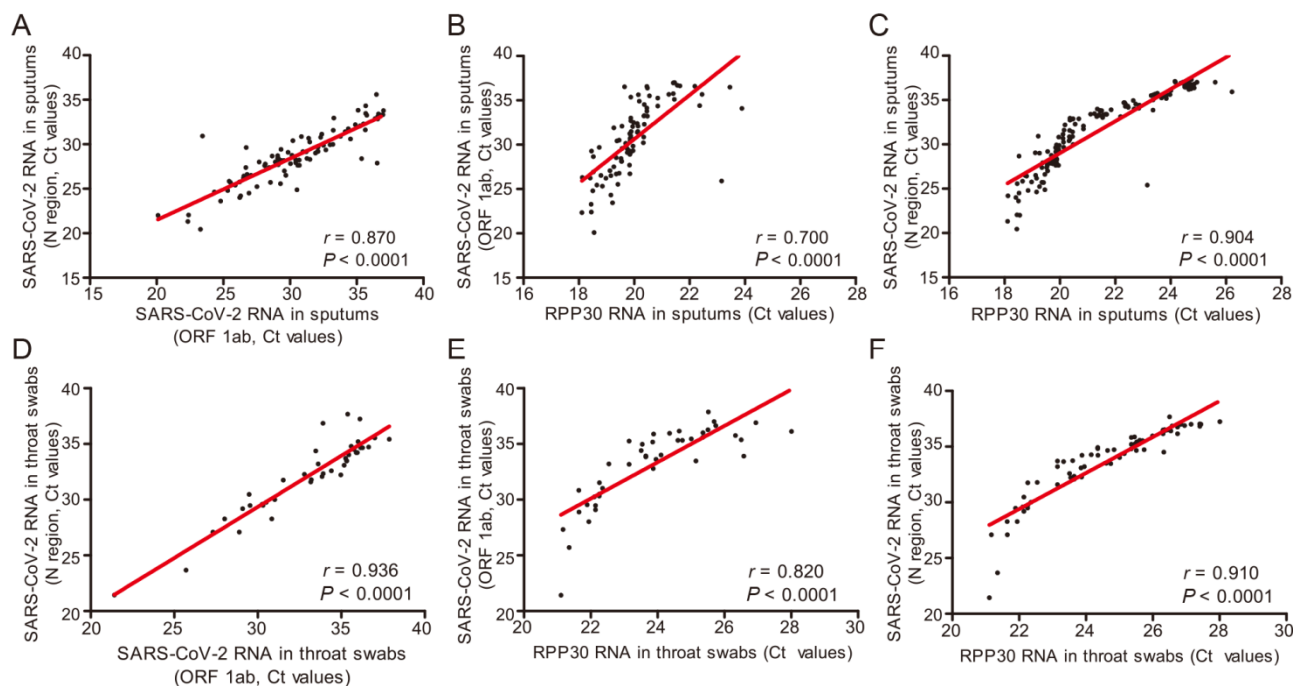 A
SARS-CoV-2 RNA in sputums
(N region, Ct values)
40
35
30
25
20
15
15
20
25
30
35
40
r = 0.870
P < 0.0001
SARS-CoV-2 RNA in sputums
(ORF 1ab, Ct values)
B
SARS-CoV-2 RNA in sputums
(ORF 1ab, Ct values)
40
35
30
25
20
15
16
18
20
22
24
26
28
r = 0.700
P < 0.0001
RPP30 RNA in sputums (Ct values)
C
SARS-CoV-2 RNA in sputums
(N region, Ct values)
40
35
30
25
20
15
16
18
20
22
24
26
28
r = 0.904
P < 0.0001
RPP30 RNA in sputums (Ct values)
D
SARS-CoV-2 RNA in throat swabs
(N region, Ct values)
40
35
30
25
20
20
25
30
35
40
r = 0.936
P < 0.0001
SARS-CoV-2 RNA in throat swabs
(ORF 1ab, Ct values)
E
SARS-CoV-2 RNA in throat swabs
(ORF 1ab, Ct values)
40
35
30
25
20
20
22
24
26
28
30
r = 0.820
P < 0.0001
RPP30 RNA in throat swabs (Ct values)
F
SARS-CoV-2 RNA in throat swabs
(N region, Ct values)
40
35
30
25
20
20
22
24
26
28
30
r = 0.910
P < 0.0001
RPP30 RNA in throat swabs (Ct values)